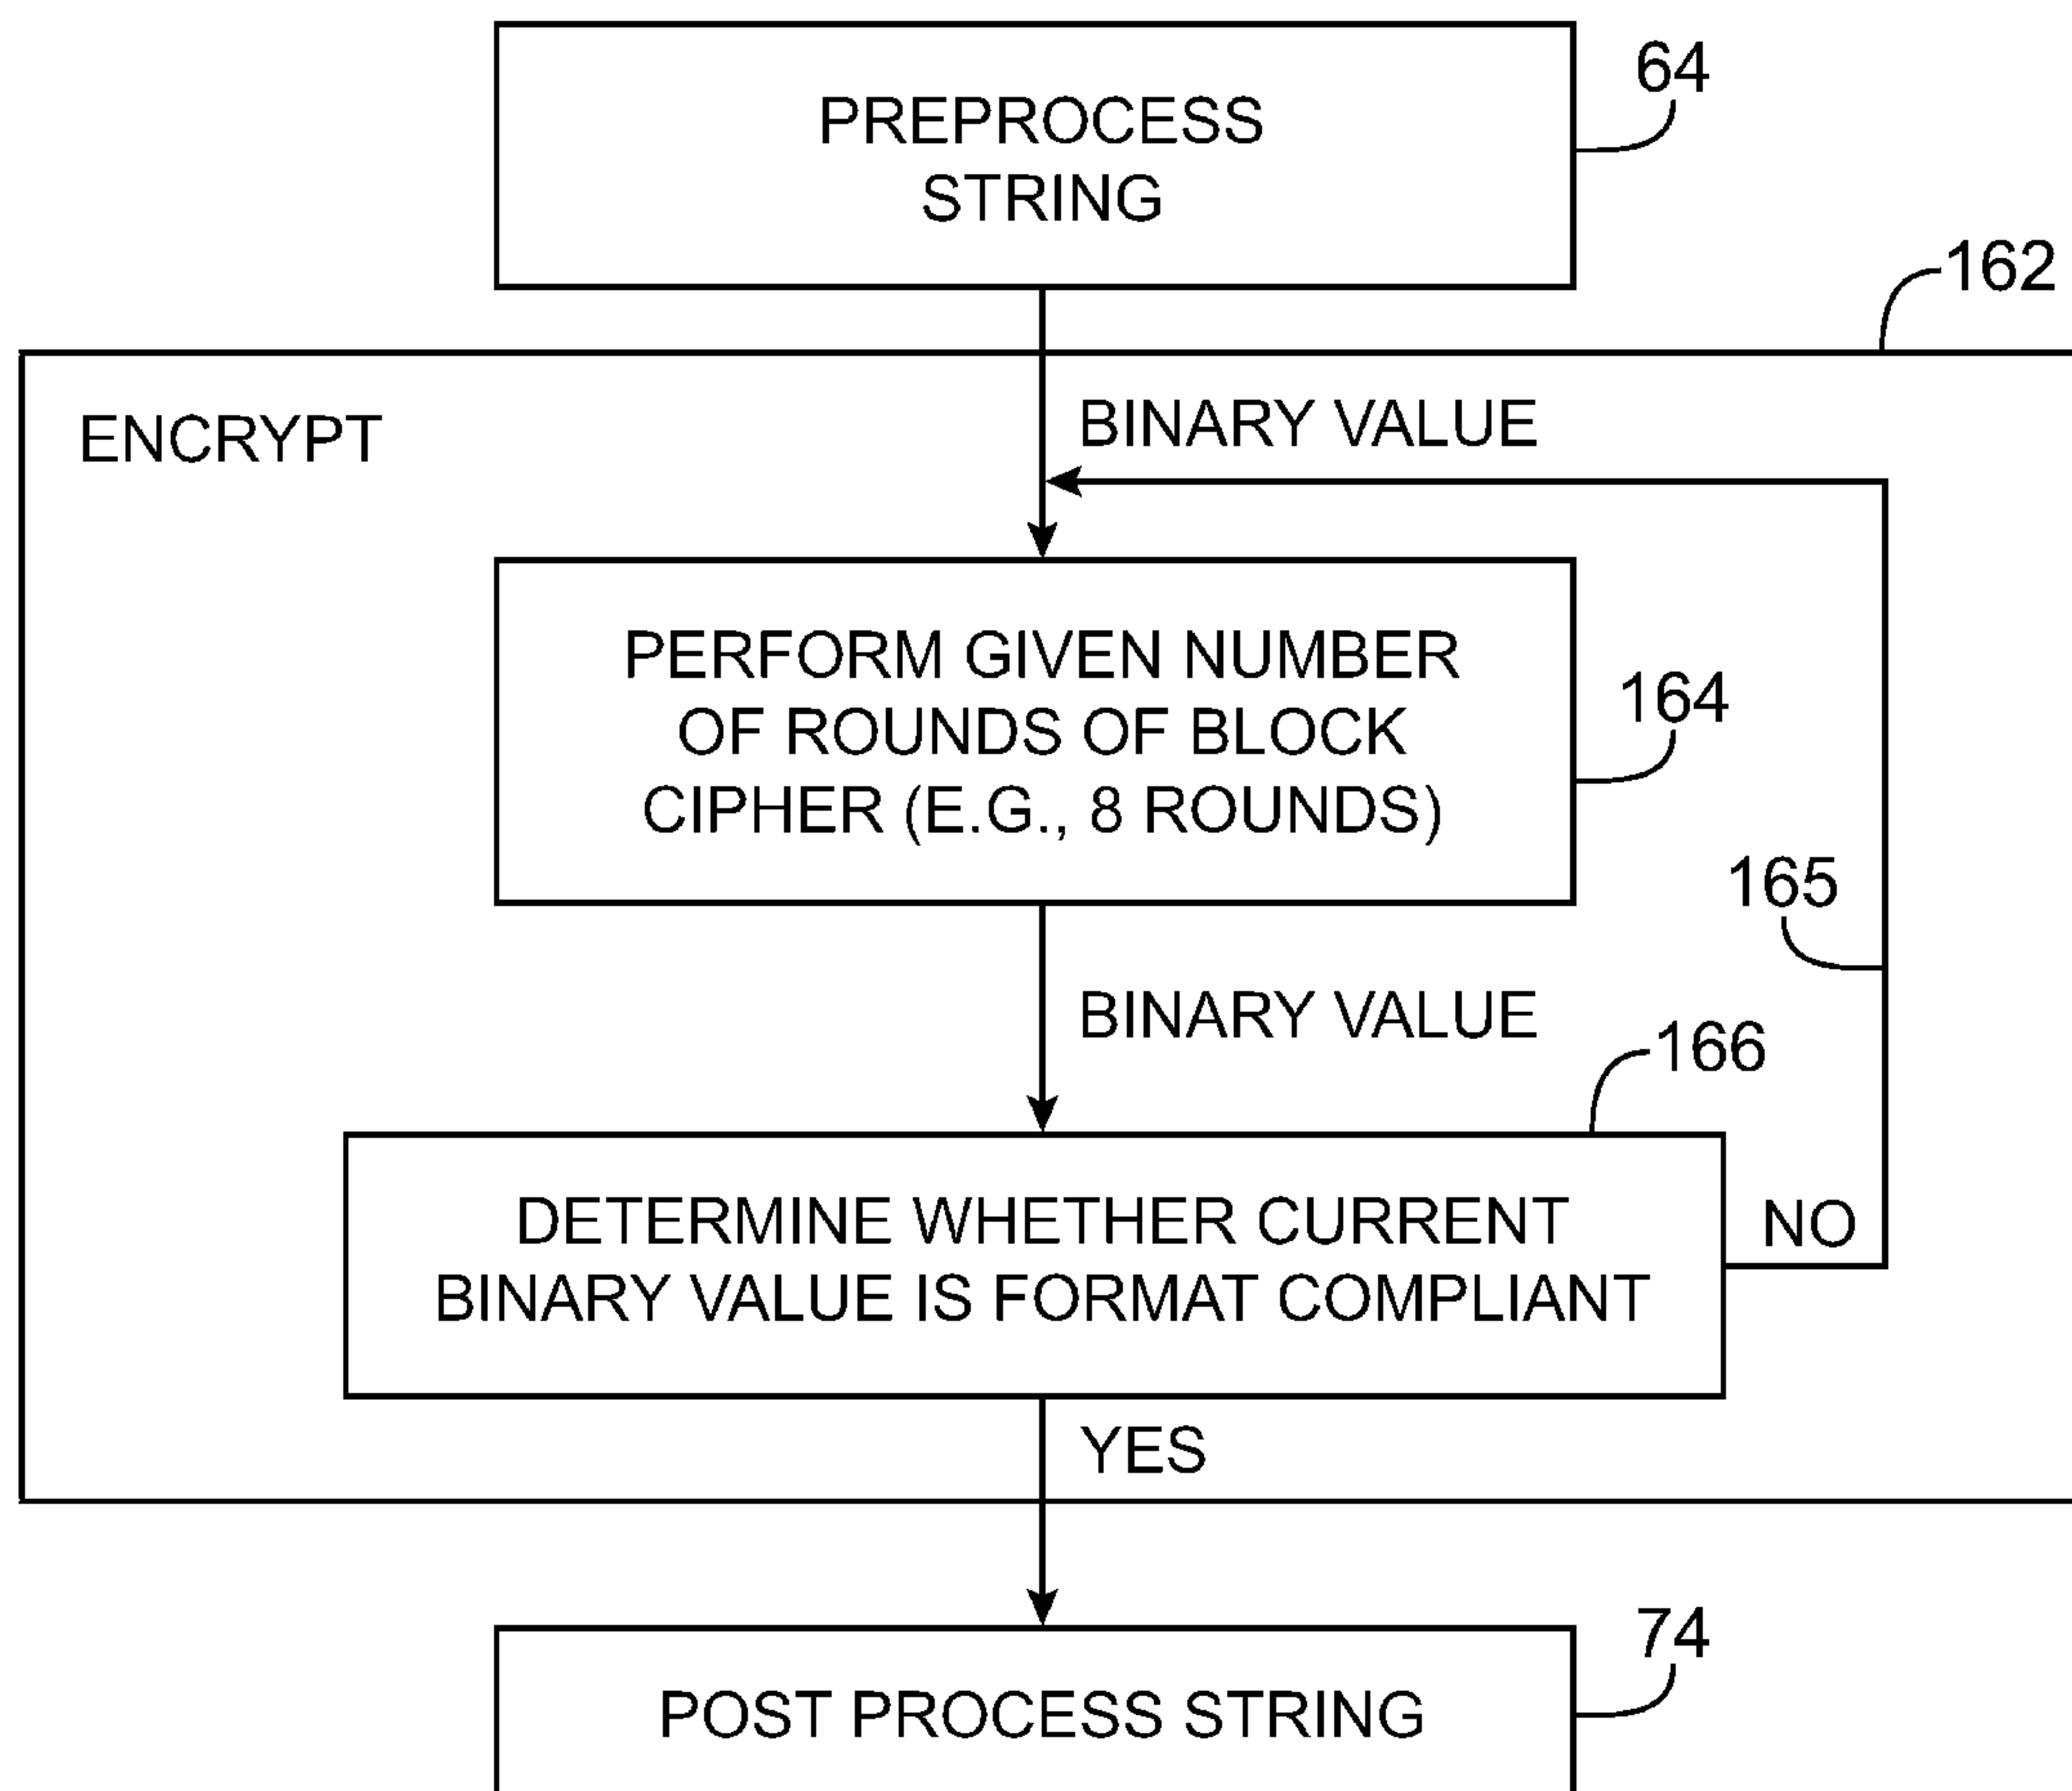 PREPROCESS
STRING
64
162
ENCRYPT
BINARY VALUE
PERFORM GIVEN NUMBER
OF ROUNDS OF BLOCK
CIPHER (E.G., 8 ROUNDS)
164
165
BINARY VALUE
166
DETERMINE WHETHER CURRENT
BINARY VALUE IS FORMAT COMPLIANT
NO
YES
74
POST PROCESS STRING